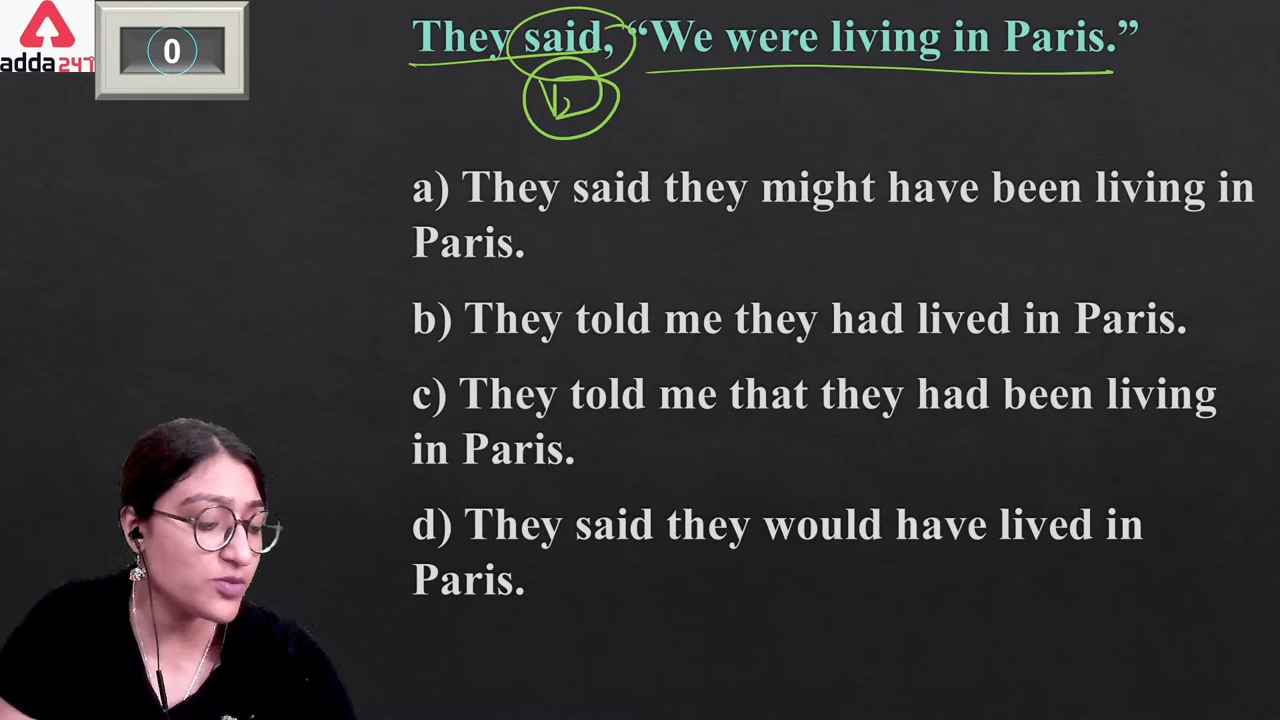 adda247
0
They said, “We were living in Paris.”
a) They said they might have been living in
Paris.
b) They told me they had lived in Paris.
c) They told me that they had been living
in Paris.
d) They said they would have lived in
Paris.